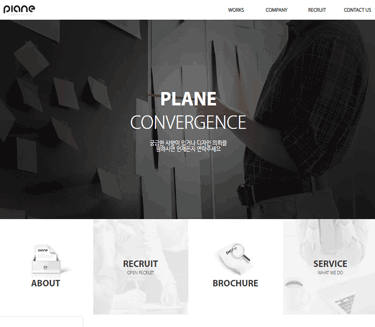 plane
WORKS COMPANY RECRUIT CONTACT US
PLANE
CONVERGENCE
궁금한 사항이 있거나 디자인 의뢰를
원하시면 언제든지 연락주세요
ABOUT
RECRUIT
OPEN RECRUIT
BROCHURE
SERVICE
WHAT WE DO